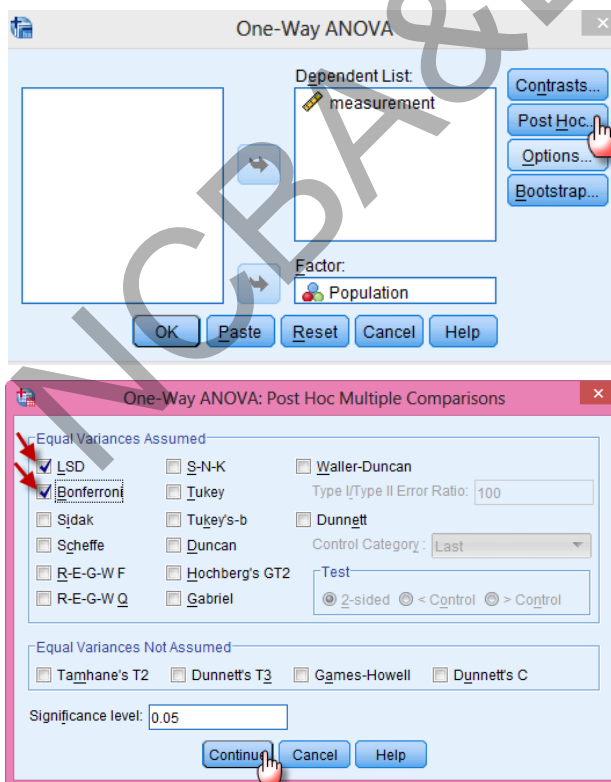 One-Way ANOVA
Dependent List:
measurement
Contrasts...
Post Hoc...
Options...
Bootstrap...
Factor:
Population
OK Paste Reset Cancel Help
NCBA&E
One-Way ANOVA: Post Hoc Multiple Comparisons
Equal Variances Assumed
LSD S-N-K Waller-Duncan
Bonferroni Tukey Type I/Type II Error Ratio: 100
Sidak Tukey's-b Dunnett
Scheffe Duncan Control Category : Last
R-E-G-W F Hochberg's GT2 Test
R-E-G-W Q Gabriel 2-sided < Control > Control
Equal Variances Not Assumed
Tamhane's T2 Dunnett's T3 Games-Howell Dunnett's C
Significance level: 0.05
Continue Cancel Help